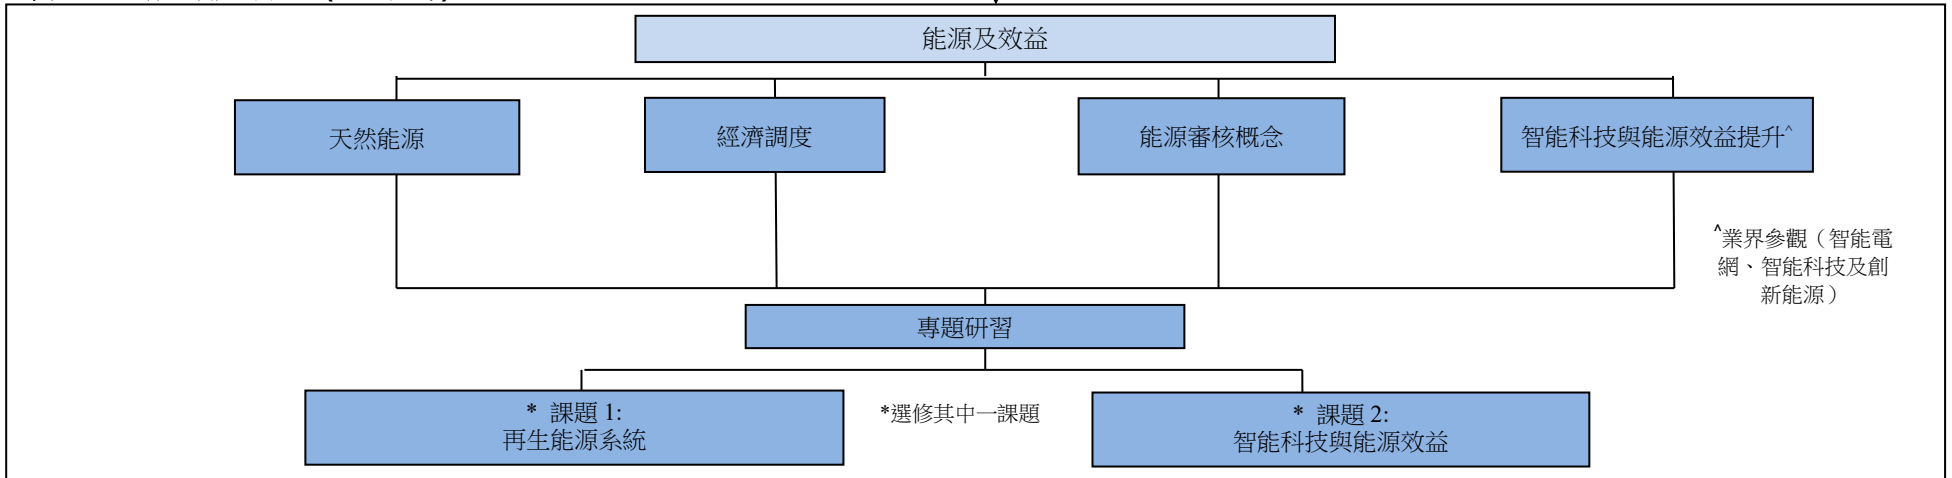 能源及效益
天然能源
經濟調度
能源審核概念
智能科技與能源效益提升^
^業界參觀（智能電
網、智能科技及創
新能源）
專題研習
* 課題 1:
再生能源系統
*選修其中一課題
* 課題 2:
智能科技與能源效益